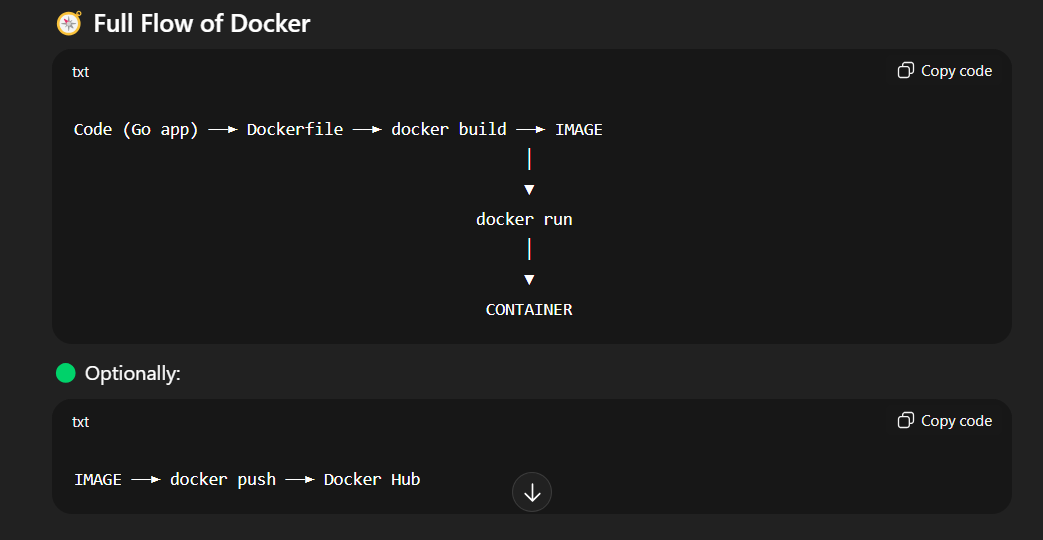 Full Flow of Docker
txt
Copy code
Code (Go app) ──► Dockerfile ──► docker build ──► IMAGE
│
▼
docker run
│
▼
CONTAINER
Optionally:
txt
Copy code
IMAGE ──► docker push ──► Docker Hub